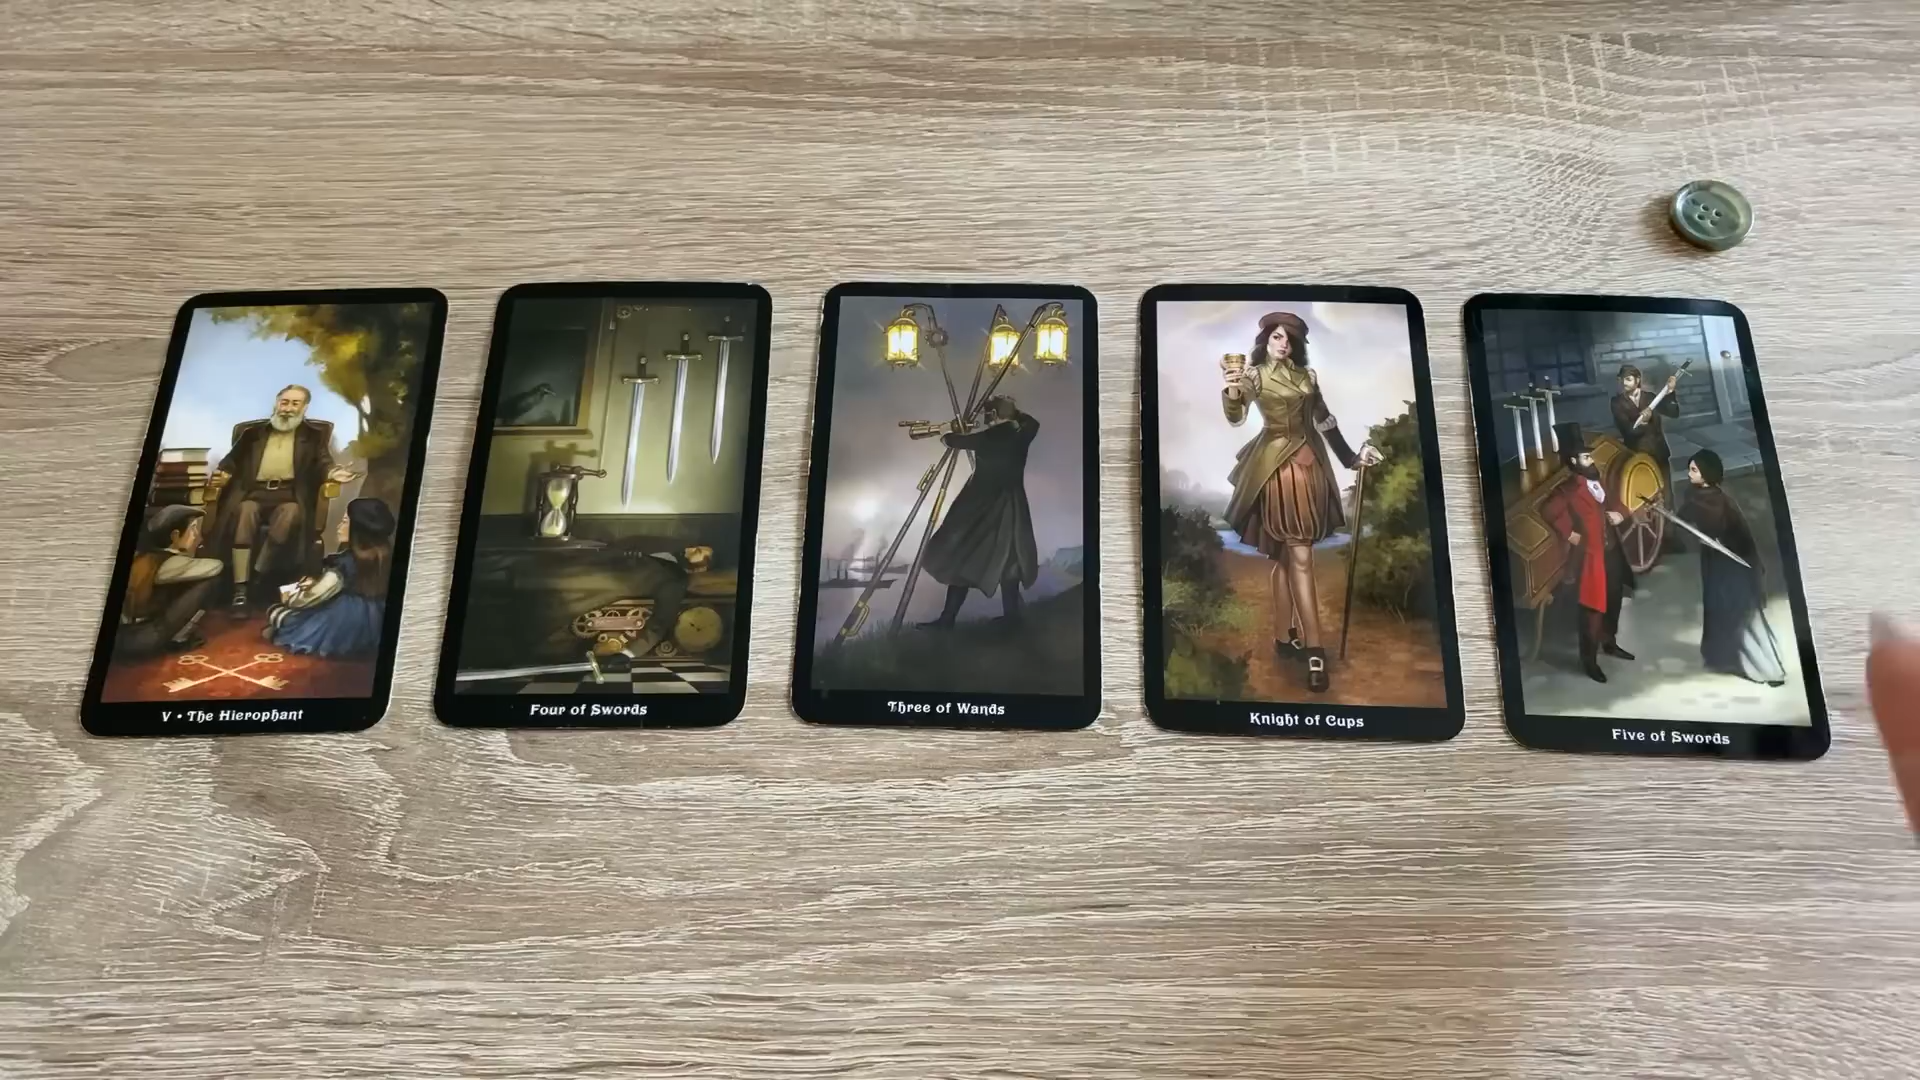 V • The Hierophant
Four of Swords
Three of Wands
Knight of Cups
Five of Swords